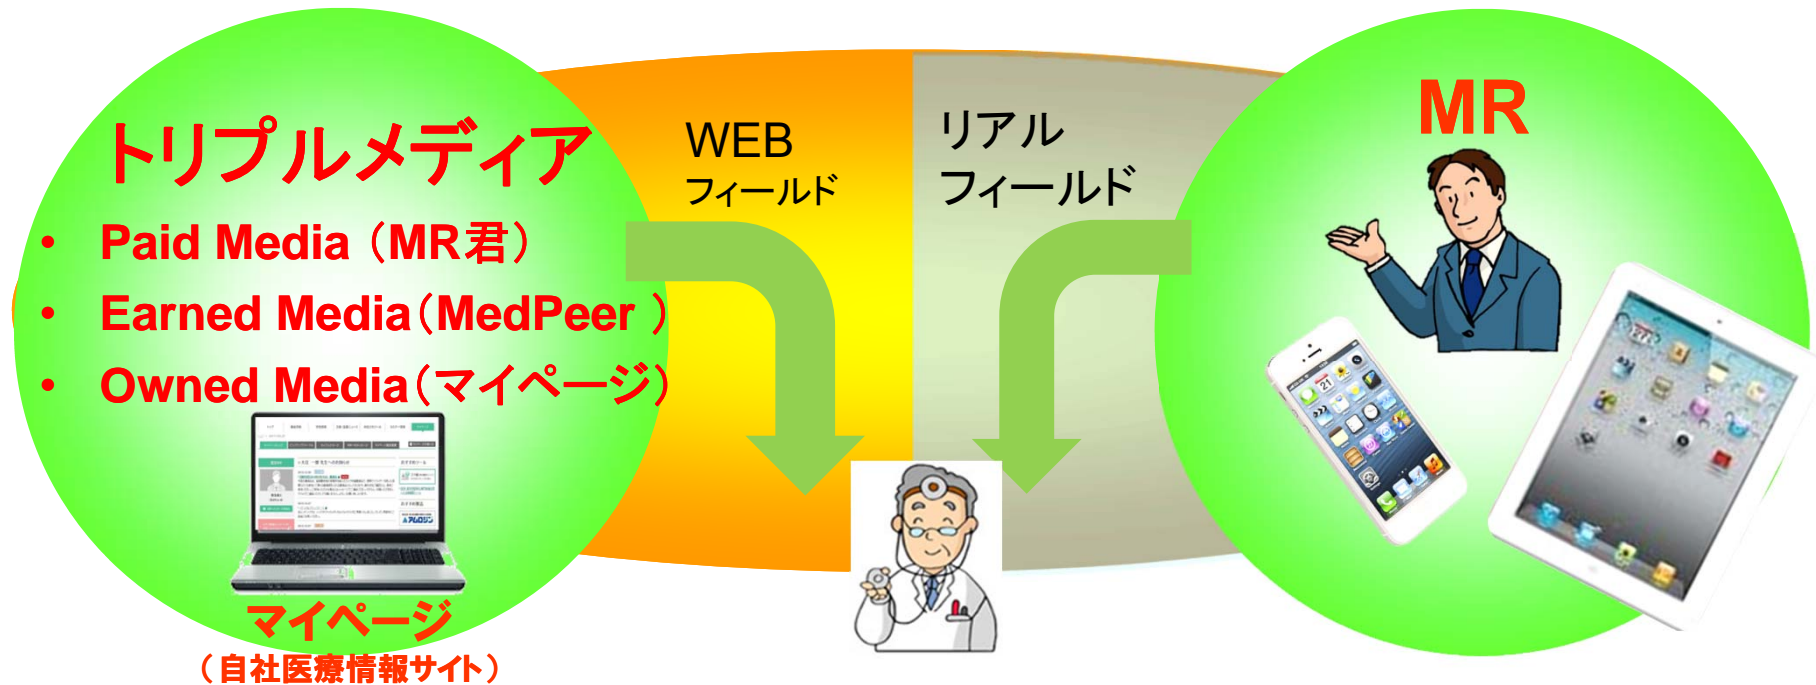 トリプルメディア
• Paid Media（MR君）
• Earned Media（MedPeer ）
• Owned Media（マイページ）
マイページ
（自社医療情報サイト）
WEB
フィールド
リアル
フィールド
MR